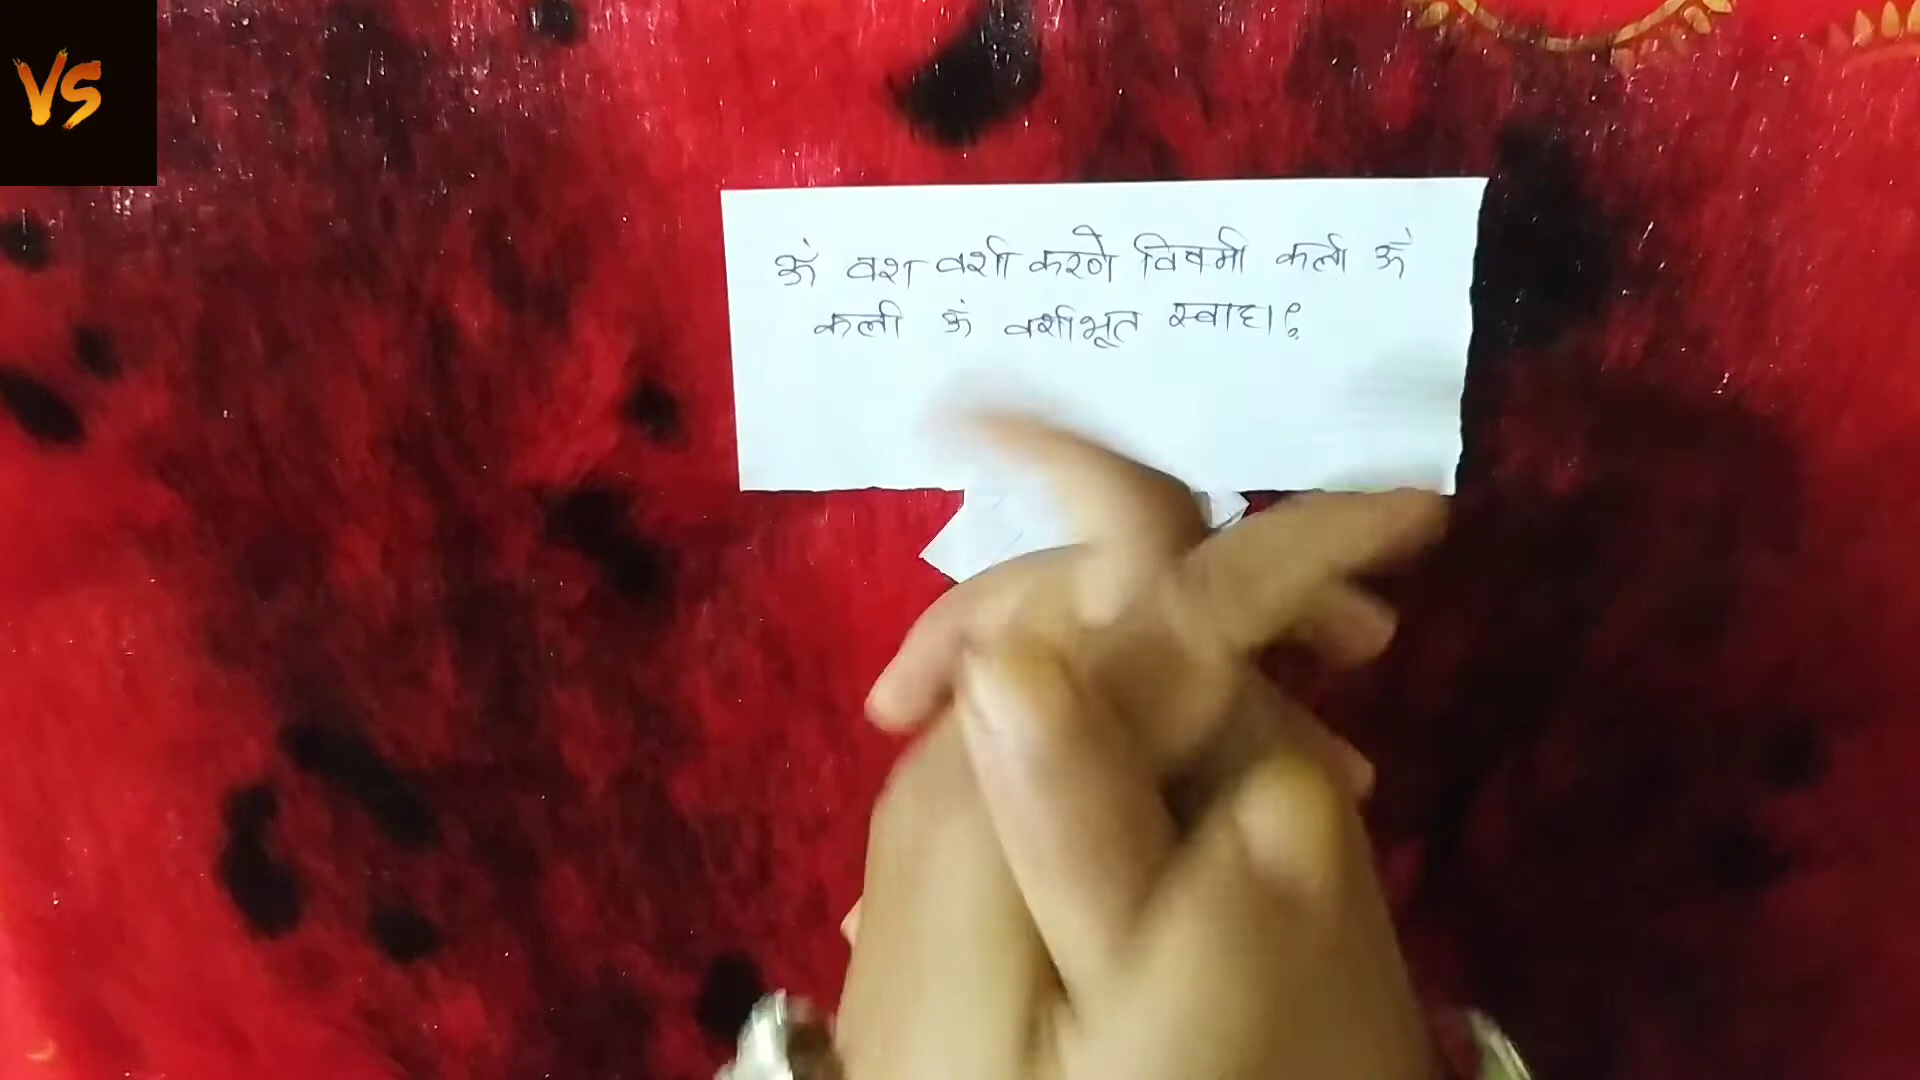 VS
ॐ वश वशी करणे विषमी कली ॐ
कली ॐ वशीभूत स्वाहा